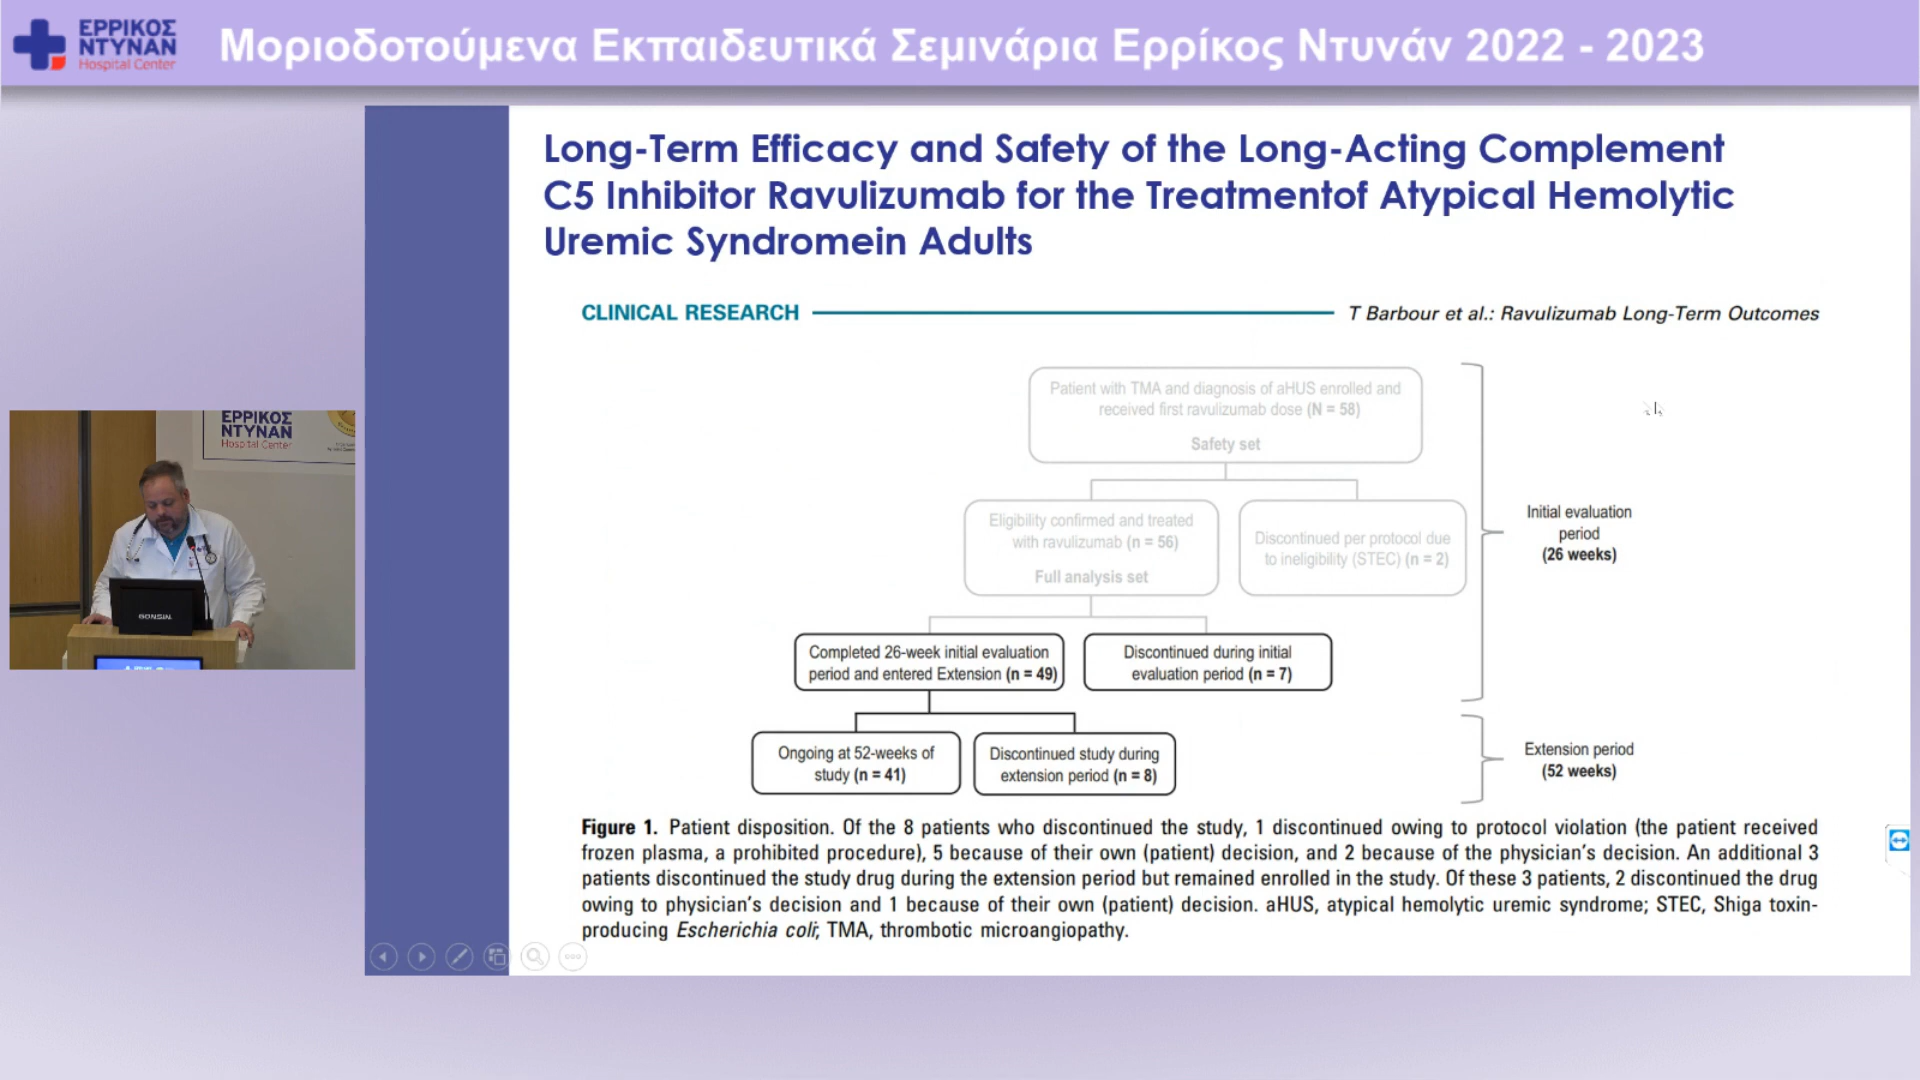 ΕΡΡΙΚΟΣ
ΝΤΥΝΑΝ
Hospital Center
Μοριοδοτούμενα Εκπαιδευτικά Σεμινάρια Ερρίκος Ντυνάν 2022 - 2023
Long-Term Efficacy and Safety of the Long-Acting Complement
C5 Inhibitor Ravulizumab for the Treatmentof Atypical Hemolytic
Uremic Syndromein Adults
CLINICAL RESEARCH
T Barbour et al.: Ravulizumab Long-Term Outcomes
Patient with TMA and diagnosis of aHUS enrolled and
received first ravulizumab dose (N = 58)
Safety set
Eligibility confirmed and treated
with ravulizumab (n = 56)
Full analysis set
Discontinued per protocol due
to ineligibility (STEC) (n = 2)
Initial evaluation
period
(26 weeks)
Completed 26-week initial evaluation
period and entered Extension (n = 49)
Discontinued during initial
evaluation period (n = 7)
Ongoing at 52-weeks of
study (n = 41)
Discontinued study during
extension period (n = 8)
Extension period
(52 weeks)
Figure 1. Patient disposition. Of the 8 patients who discontinued the study, 1 discontinued owing to protocol violation (the patient received
frozen plasma, a prohibited procedure), 5 because of their own (patient) decision, and 2 because of the physician's decision. An additional 3
patients discontinued the study drug during the extension period but remained enrolled in the study. Of these 3 patients, 2 discontinued the drug
owing to physician's decision and 1 because of their own (patient) decision. aHUS, atypical hemolytic uremic syndrome; STEC, Shiga toxin-
producing Escherichia coli; TMA, thrombotic microangiopathy.
ΕΡΡΙΚΟΣ
ΝΤΥΝΑΝ
Hospital Center
GONSIN